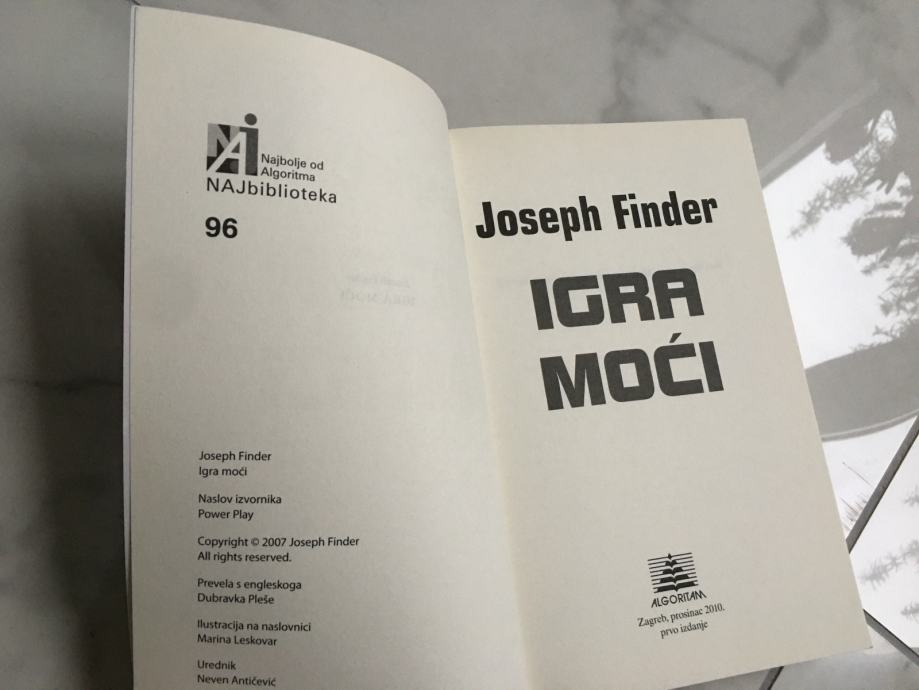 NAJ
Najbolje od
Algoritma
NAJbiblioteka
96
Joseph Finder
Igra moći
Naslov izvornika
Power Play
Copyright © 2007 Joseph Finder
All rights reserved.
Prevela s engleskoga
Dubravka Pleše
Ilustracija na naslovnici
Marina Leskovar
Urednik
Neven Antičević
Joseph Finder
IGRA
MOĆI
ALGORITAM
Zagreb, prosinac 2010.
prvo izdanje